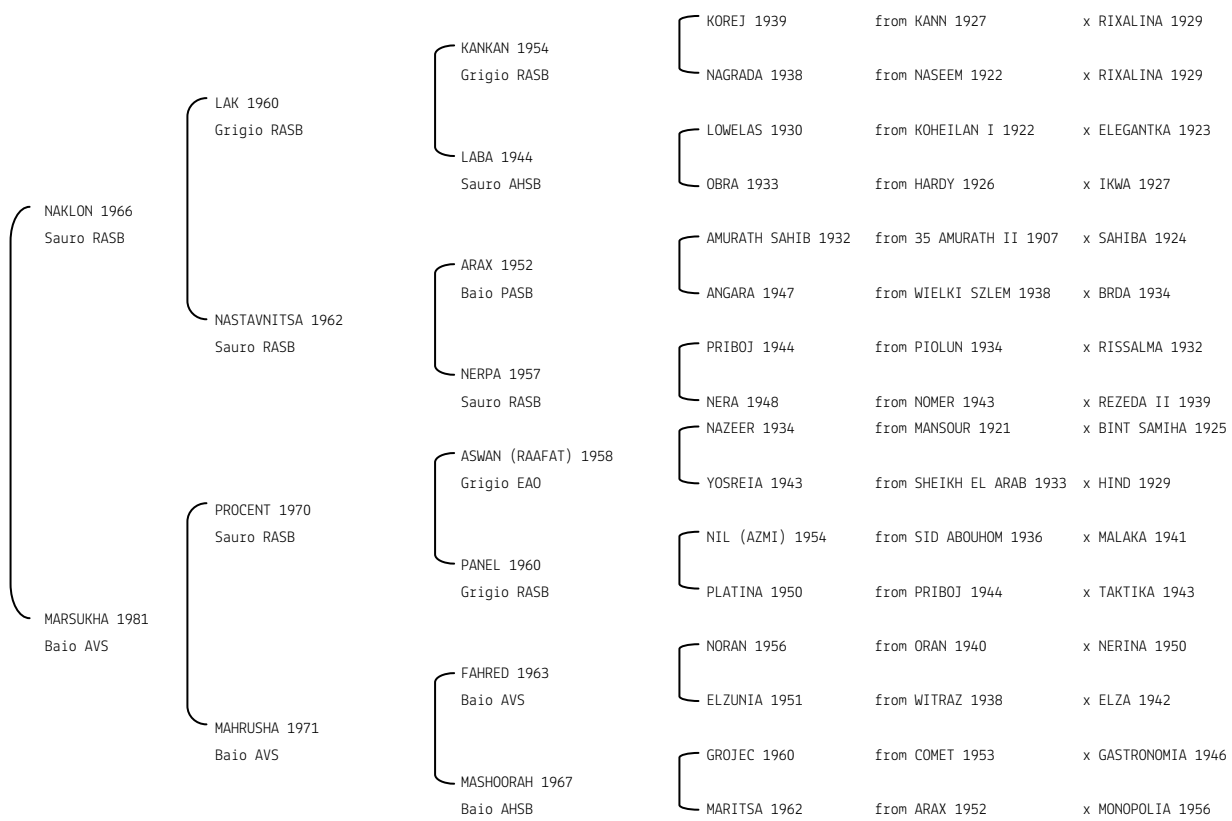 KOREJ 1939 from KANN 1927 x RIXALINA 1929
KANKAN 1954
Grigio RASB
NAGRADA 1938 from NASEEM 1922 x RIXALINA 1929
LAK 1960
Grigio RASB
LOWELAS 1930 from KOHEILAN I 1922 x ELEGANTKA 1923
LABA 1944
Sauro AHSB
OBRA 1933 from HARDY 1926 x IKWA 1927
NAKLON 1966
Sauro RASB
AMURATH SAHIB 1932 from 35 AMURATH II 1907 x SAHIBA 1924
ARAX 1952
Baio PASB
ANGARA 1947 from WIELKI SZLEM 1938 x BRDA 1934
NASTAVNITSA 1962
Sauro RASB
PRIBOJ 1944 from PIOLUN 1934 x RISSALMA 1932
NERPA 1957
Sauro RASB
NERA 1948 from NOMER 1943 x REZEDA II 1939
NAZEER 1934 from MANSOUR 1921 x BINT SAMIHA 1925
ASWAN (RAAFAT) 1958
Grigio EAO
YOSREIA 1943 from SHEIKH EL ARAB 1933 x HIND 1929
PROCENT 1970
Sauro RASB
NIL (AZMI) 1954 from SID ABOUHOM 1936 x MALAKA 1941
PANEL 1960
Grigio RASB
PLATINA 1950 from PRIBOJ 1944 x TAKTIKA 1943
MARSUKHA 1981
Baio AVS
NORAN 1956 from ORAN 1940 x NERINA 1950
FAHRED 1963
Baio AVS
ELZUNIA 1951 from WITRAZ 1938 x ELZA 1942
MAHRUSHA 1971
Baio AVS
GROJEC 1960 from COMET 1953 x GASTRONOMIA 1946
MASHOORAH 1967
Baio AHSB
MARITSA 1962 from ARAX 1952 x MONOPOLIA 1956